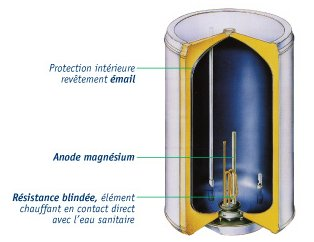 Protection intérieure
revêtement émail
Anode magnésium
Résistance blindée, élément
chauffant en contact direct
avec l'eau sanitaire